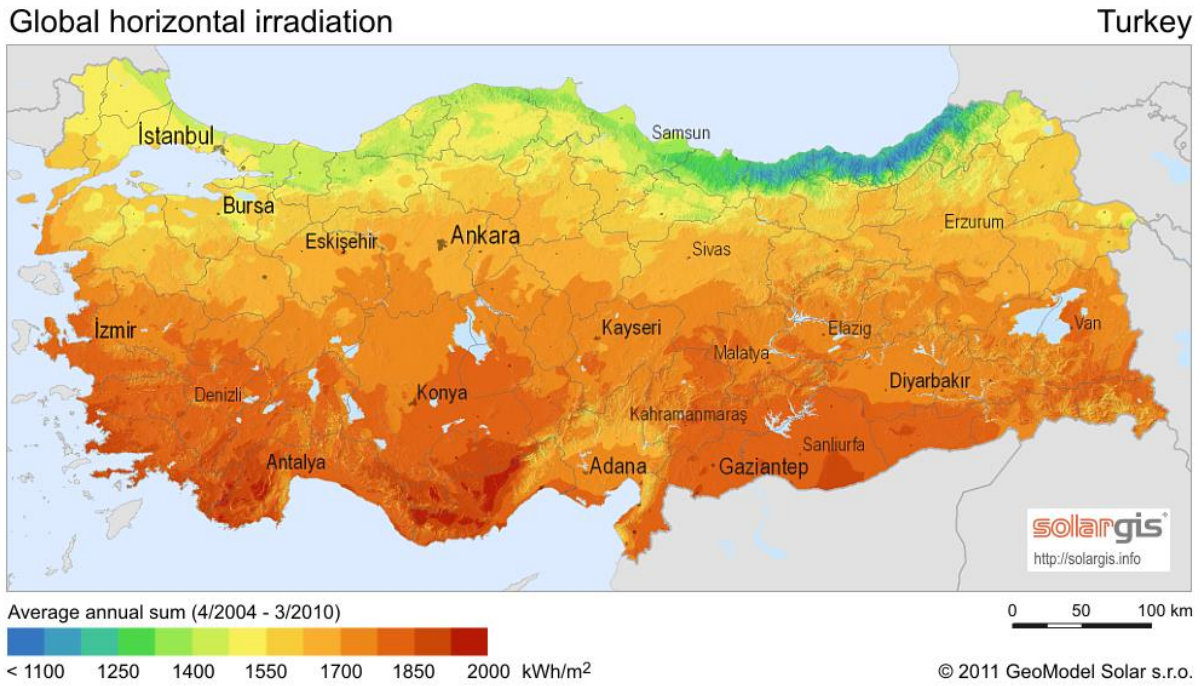 Global horizontal irradiation
Turkey
Samsun
İstanbul
Bursa
Erzurum
Eskişehir
Ankara
Sivas
İzmir
Kayseri
Elazig
Van
Malatya
Denizli
Konya
Diyarbakır
Kahramanmaraş
Sanliurfa
Antalya
Adana
Gaziantep
solargis®
http://solargis.info
Average annual sum (4/2004 - 3/2010)
0 50 100 km
< 1100 1250 1400 1550 1700 1850 2000 kWh/m²
© 2011 GeoModel Solar s.r.o.